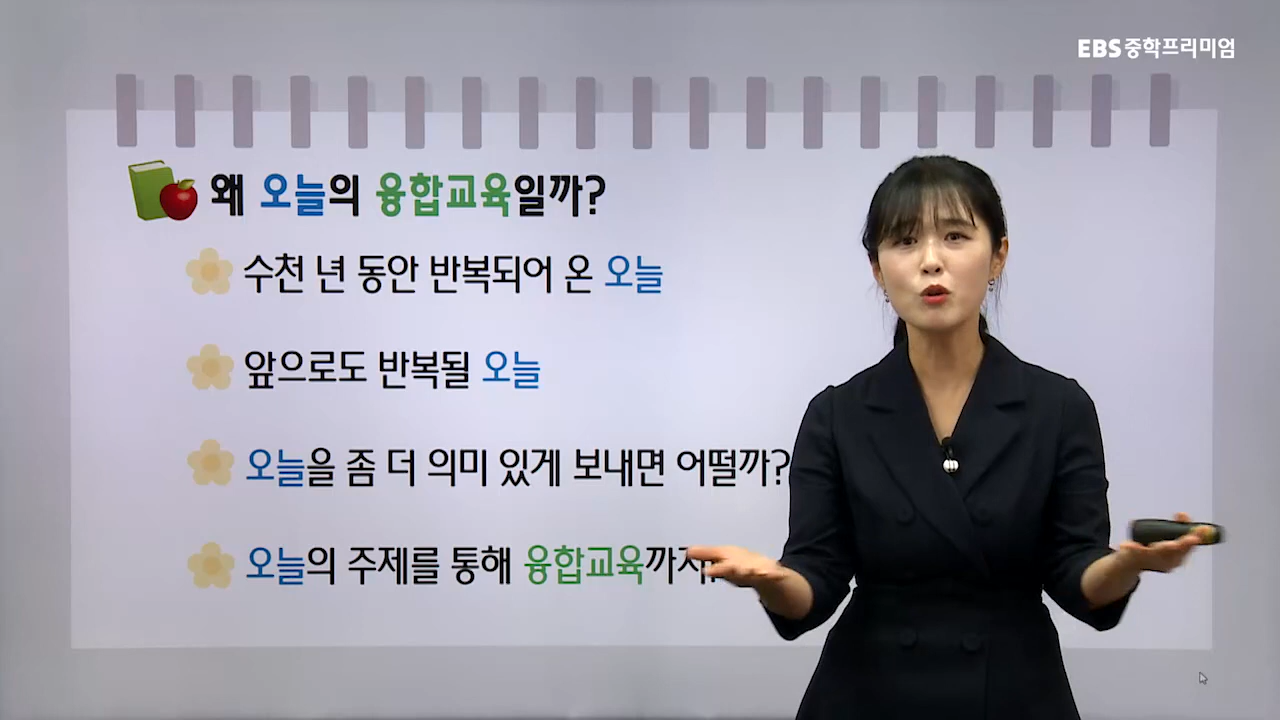 EBS 중학프리미엄
왜 오늘의 융합교육일까?
수천 년 동안 반복되어 온 오늘
앞으로도 반복될 오늘
오늘을 좀 더 의미 있게 보내면 어떨까?
오늘의 주제를 통해 융합교육까지